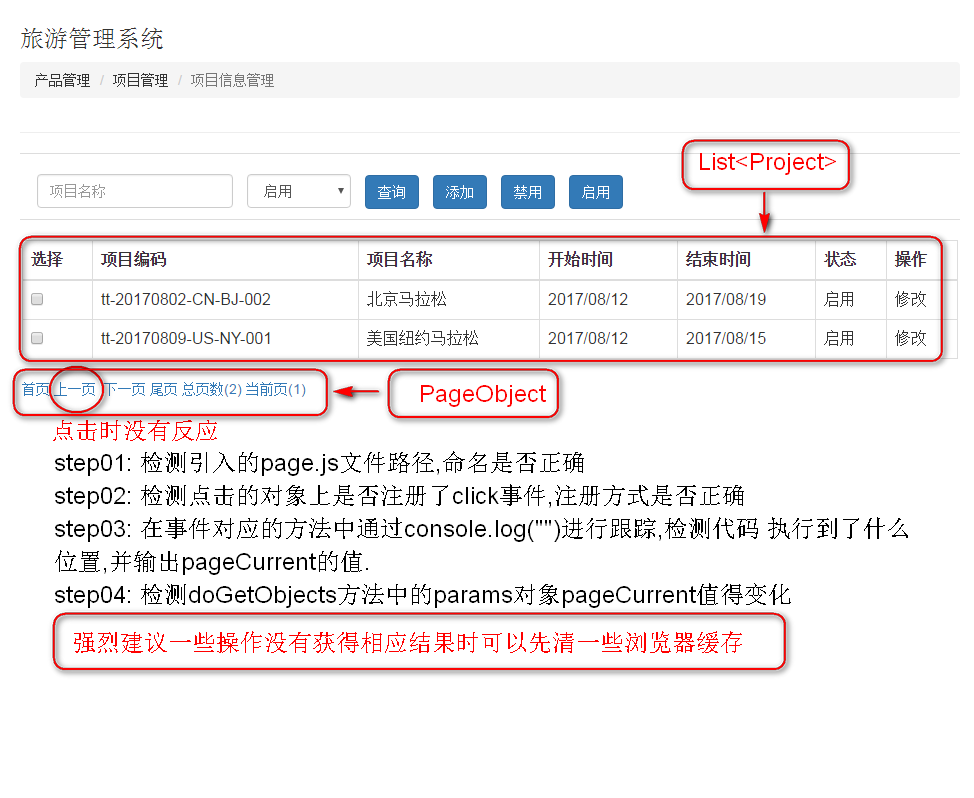 旅游管理系统
产品管理 / 项目管理 / 项目信息管理
List<Project>
项目名称 启用 查询 添加 禁用 启用
选择 项目编码 项目名称 开始时间 结束时间 状态 操作
tt-20170802-CN-BJ-002 北京马拉松 2017/08/12 2017/08/19 启用 修改
tt-20170809-US-NY-001 美国纽约马拉松 2017/08/12 2017/08/15 启用 修改
首页 上一页 下一页 尾页 总页数(2) 当前页(1)
PageObject
点击时没有反应
step01: 检测引入的page.js文件路径,命名是否正确
step02: 检测点击的对象上是否注册了click事件,注册方式是否正确
step03: 在事件对应的方法中通过console.log("")进行跟踪,检测代码 执行到了什么
位置,并输出pageCurrent的值.
step04: 检测doGetObjects方法中的params对象pageCurrent值得变化
强烈建议一些操作没有获得相应结果时可以先清一些浏览器缓存